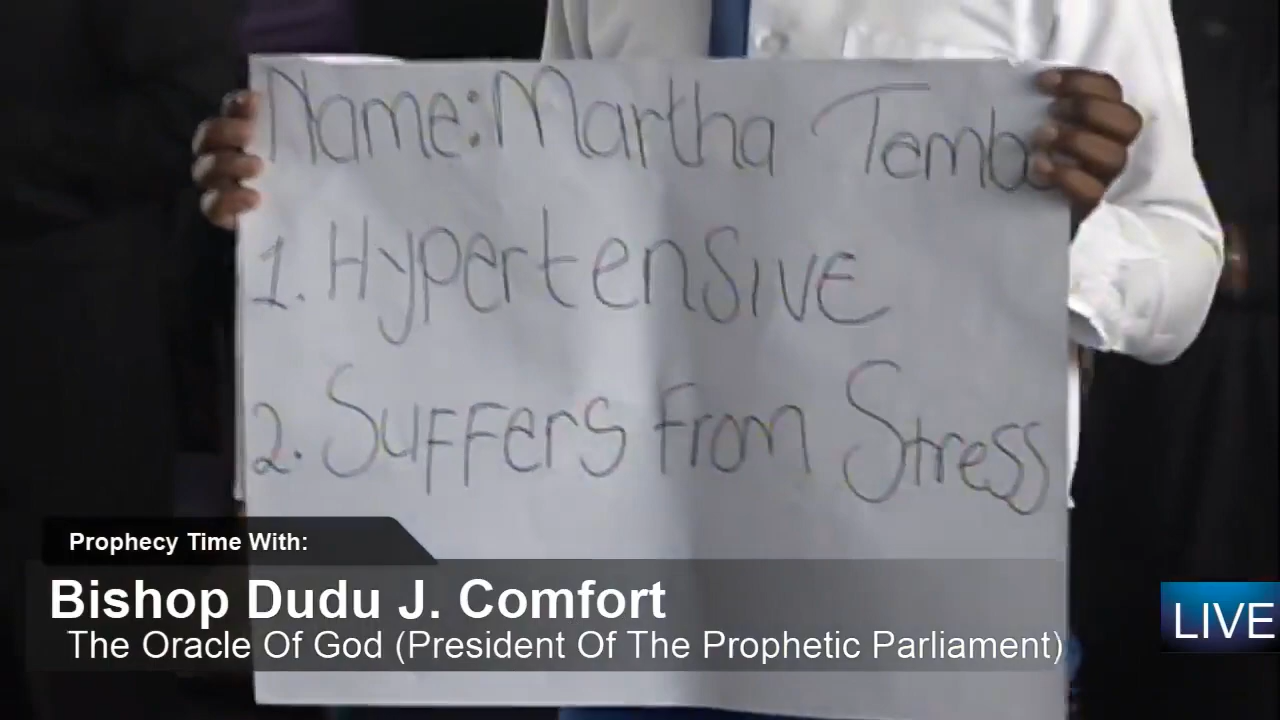 Name: Martha
1. Hypertensive
2. Suffers From Stress
Prophecy Time With:
Bishop Dudu J. Comfort
The Oracle Of God (President Of The Prophetic Parliament)
LIVE